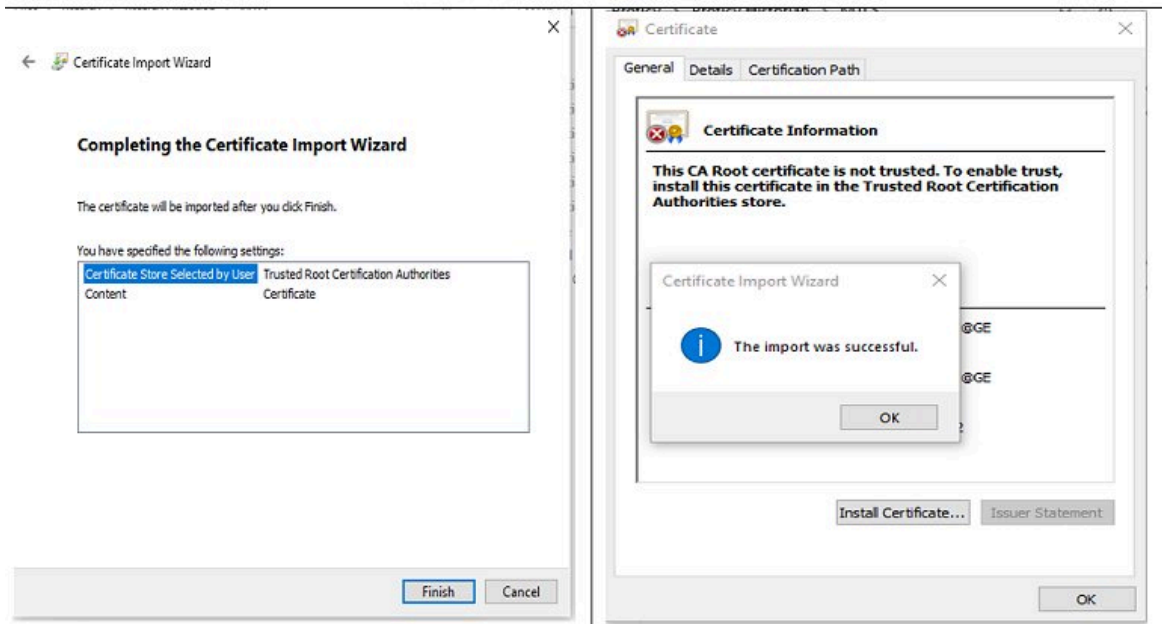 Certificate Import Wizard
Completing the Certificate Import Wizard
The certificate will be imported after you click Finish.
You have specified the following settings:
Certificate Store Selected by User Trusted Root Certification Authorities
Content Certificate
Finish Cancel
Certificate
General Details Certification Path
Certificate Information
This CA Root certificate is not trusted. To enable trust,
install this certificate in the Trusted Root Certification
Authorities store.
Certificate Import Wizard
@GE
The import was successful.
@GE
OK
Install Certificate... Issuer Statement
OK